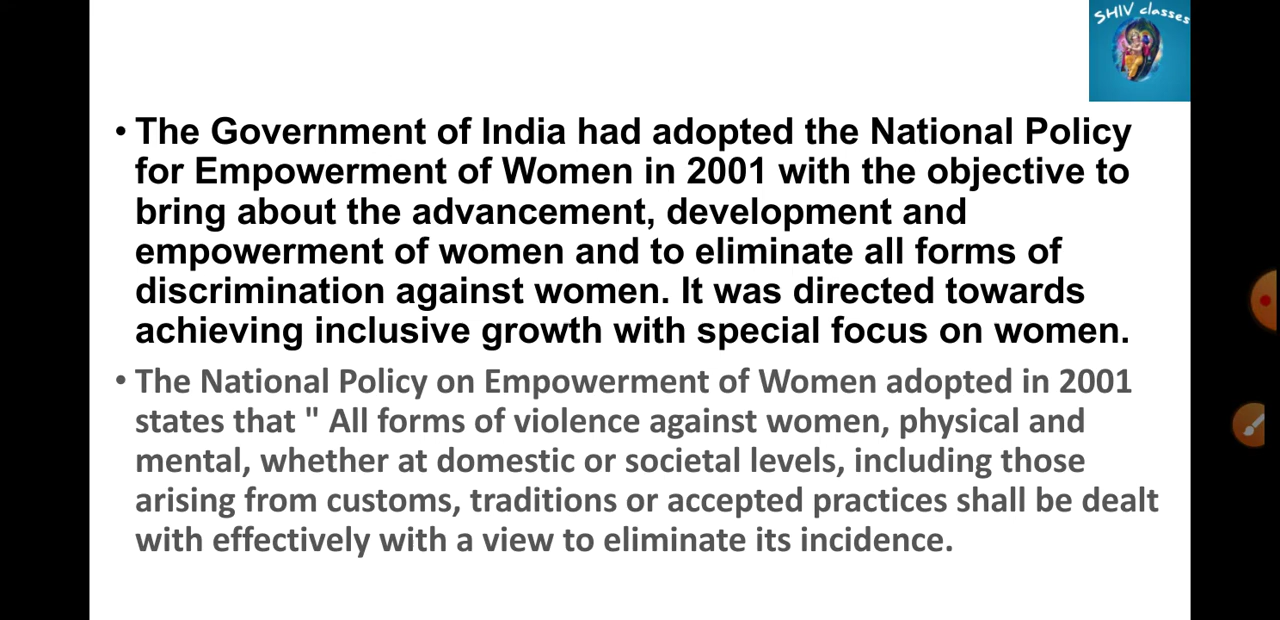 SHIV classes
• The Government of India had adopted the National Policy
for Empowerment of Women in 2001 with the objective to
bring about the advancement, development and
empowerment of women and to eliminate all forms of
discrimination against women. It was directed towards
achieving inclusive growth with special focus on women.
• The National Policy on Empowerment of Women adopted in 2001
states that " All forms of violence against women, physical and
mental, whether at domestic or societal levels, including those
arising from customs, traditions or accepted practices shall be dealt
with effectively with a view to eliminate its incidence.